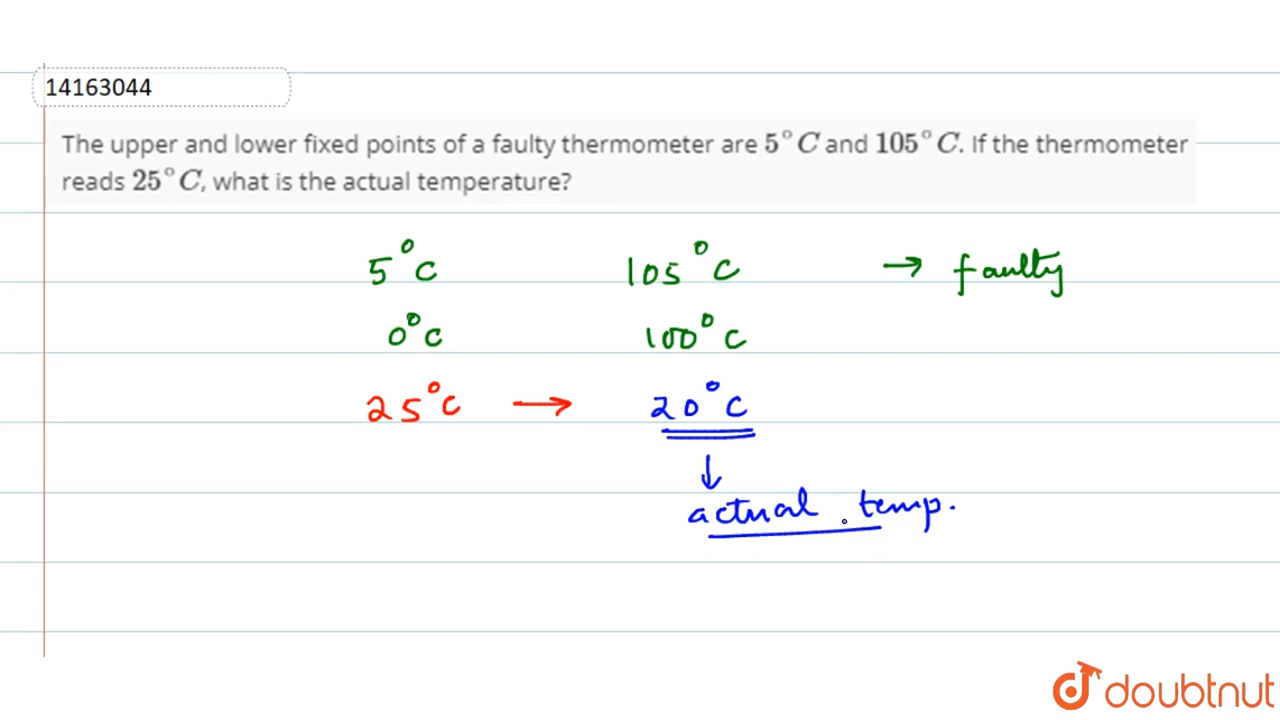 14163044
The upper and lower fixed points of a faulty thermometer are 5°C and 105°C. If the thermometer
reads 25°C, what is the actual temperature?
5°C 105°C → faulty
0°C 100°C
25°C → 20°C
↓
actual temp.
doubtnut